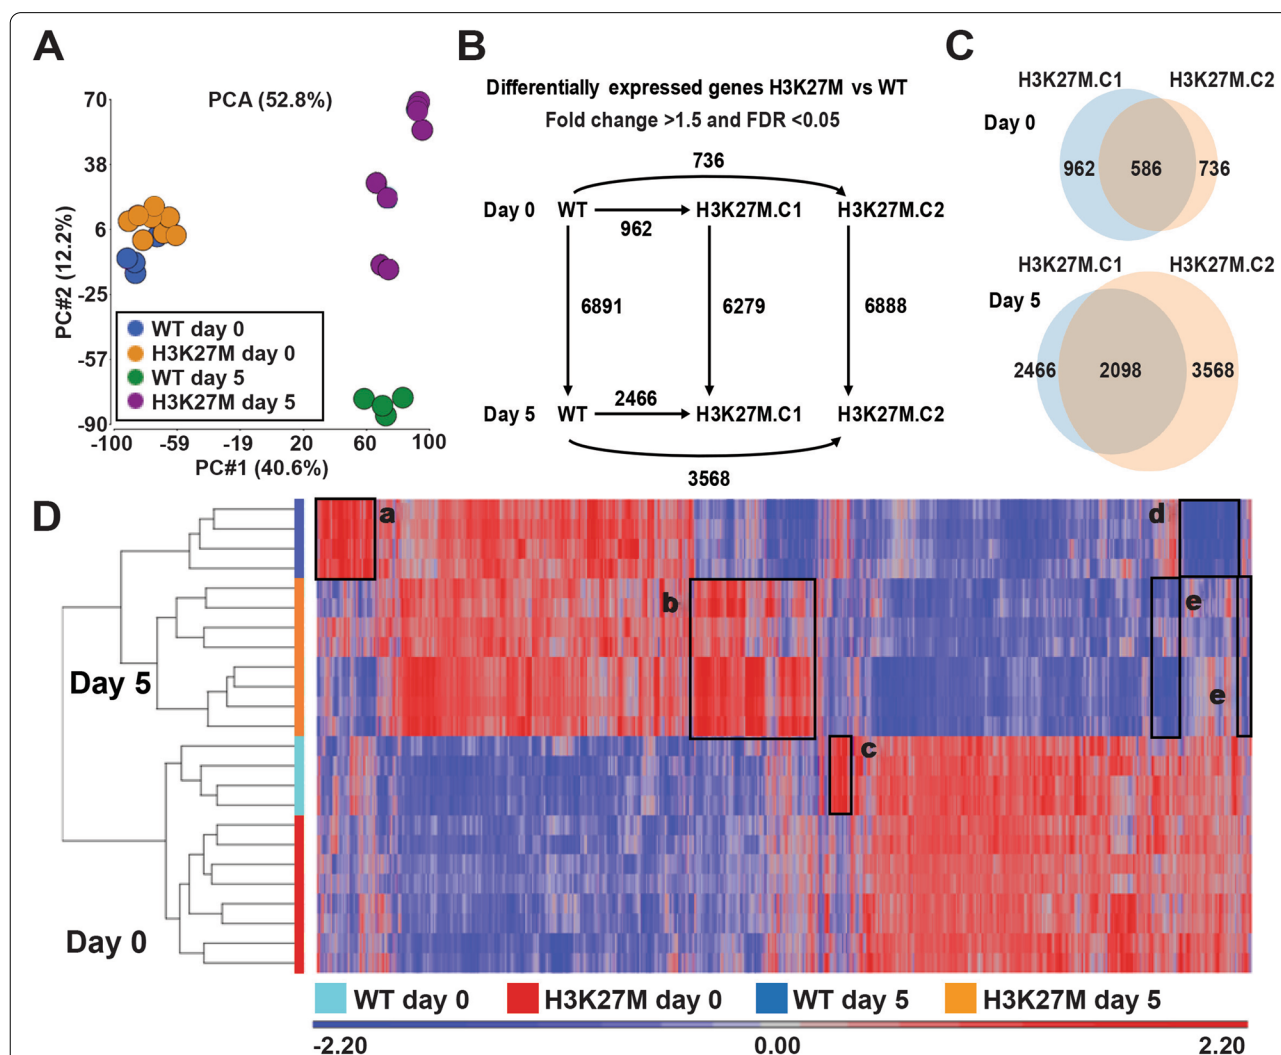 A
PCA (52.8%)
70
38
6
-25
-57
-90
PC#2 (12.2%)
WT day 0
H3K27M day 0
WT day 5
H3K27M day 5
-100 -59 -19 20 60 100
PC#1 (40.6%)
B
Differentially expressed genes H3K27M vs WT
Fold change >1.5 and FDR <0.05
736
Day 0 WT H3K27M.C1 H3K27M.C2
962
6891 6279 6888
2466
Day 5 WT H3K27M.C1 H3K27M.C2
3568
C
H3K27M.C1 H3K27M.C2
Day 0
962 586 736
H3K27M.C1 H3K27M.C2
Day 5
2466 2098 3568
D
a
d
b
e
e
c
Day 5
Day 0
WT day 0 H3K27M day 0 WT day 5 H3K27M day 5
-2.20 0.00 2.20